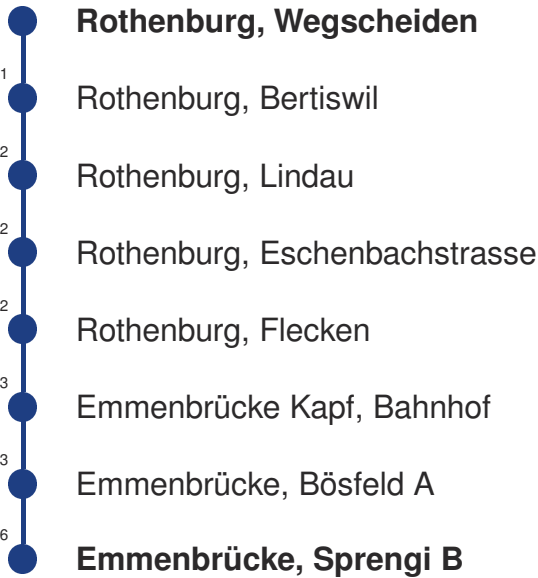 Rothenburg, Wegscheiden
1
Rothenburg, Bertiswil
2
Rothenburg, Lindau
2
Rothenburg, Eschenbachstrasse
2
Rothenburg, Flecken
3
Emmenbrücke Kapf, Bahnhof
3
Emmenbrücke, Bösfeld A
6
Emmenbrücke, Sprengi B